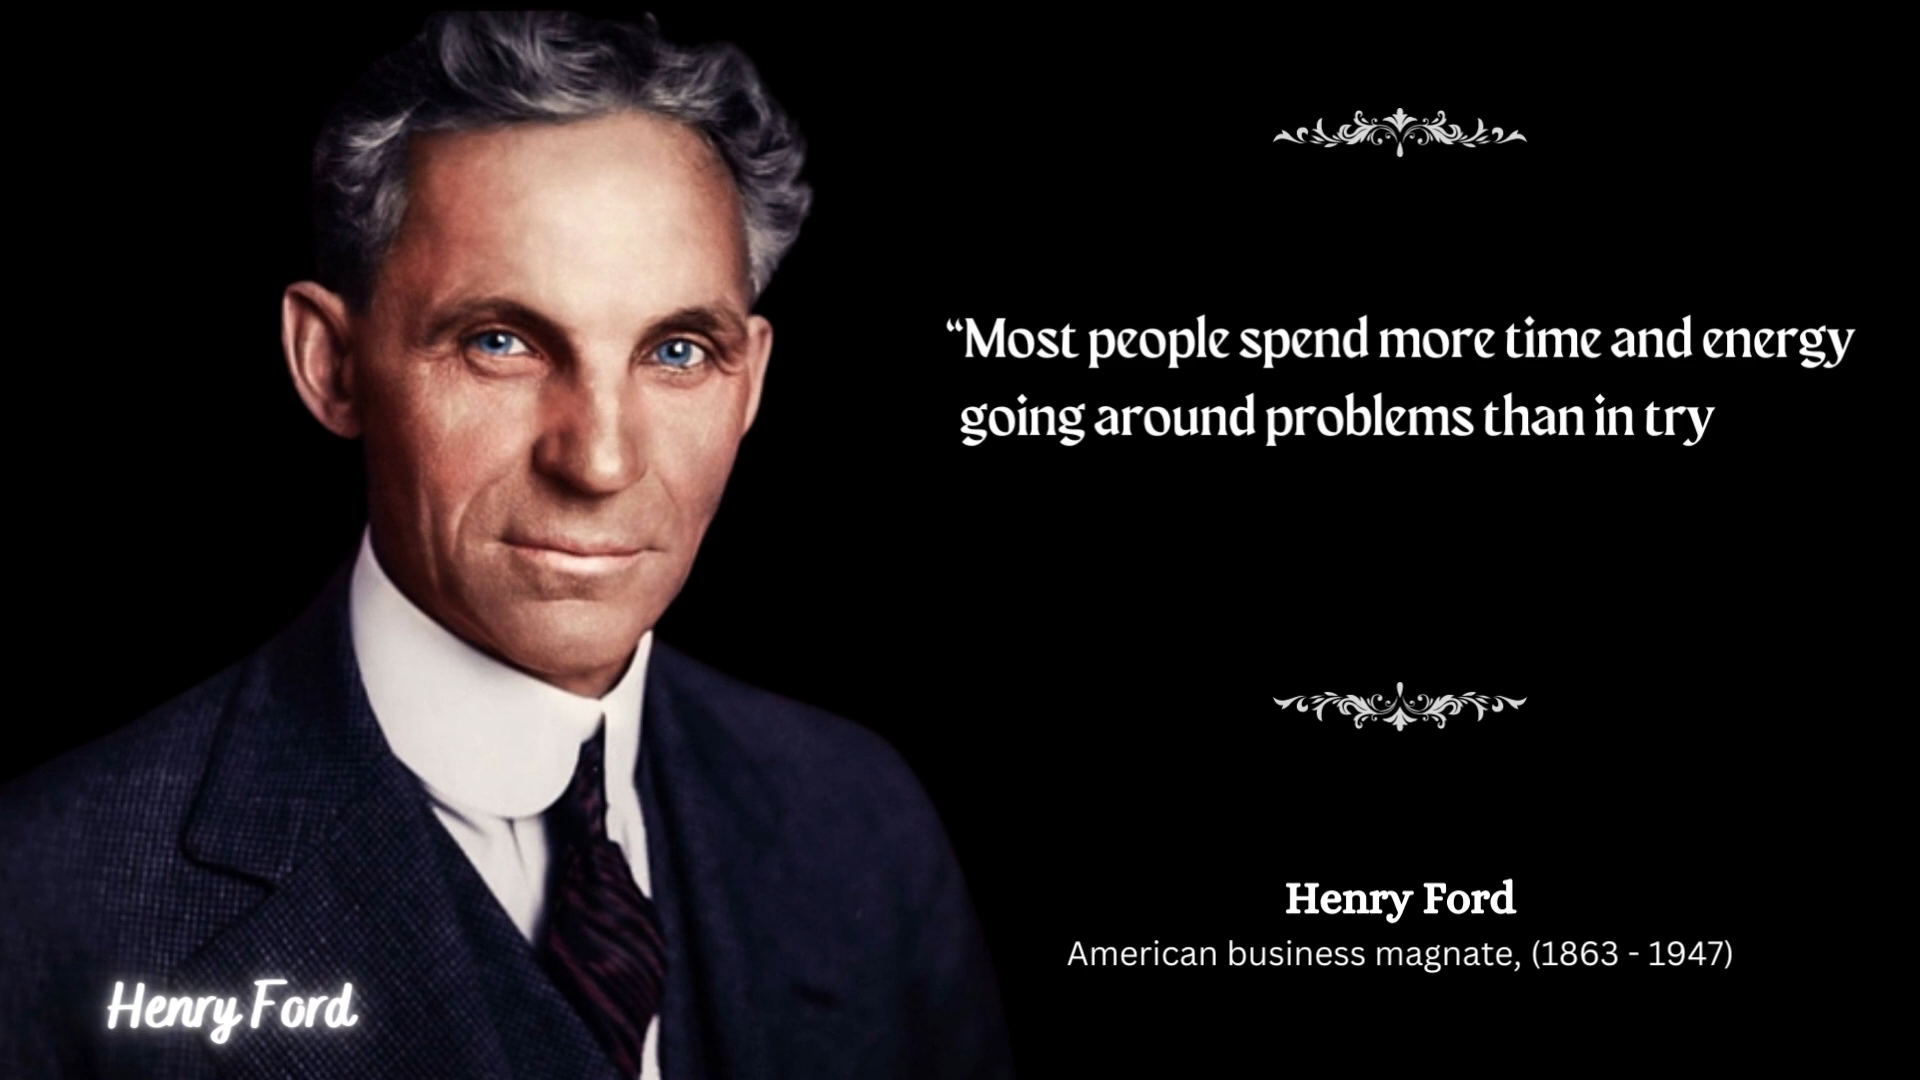 “Most people spend more time and energy
going around problems than in try
Henry Ford
American business magnate, (1863 - 1947)
Henry Ford